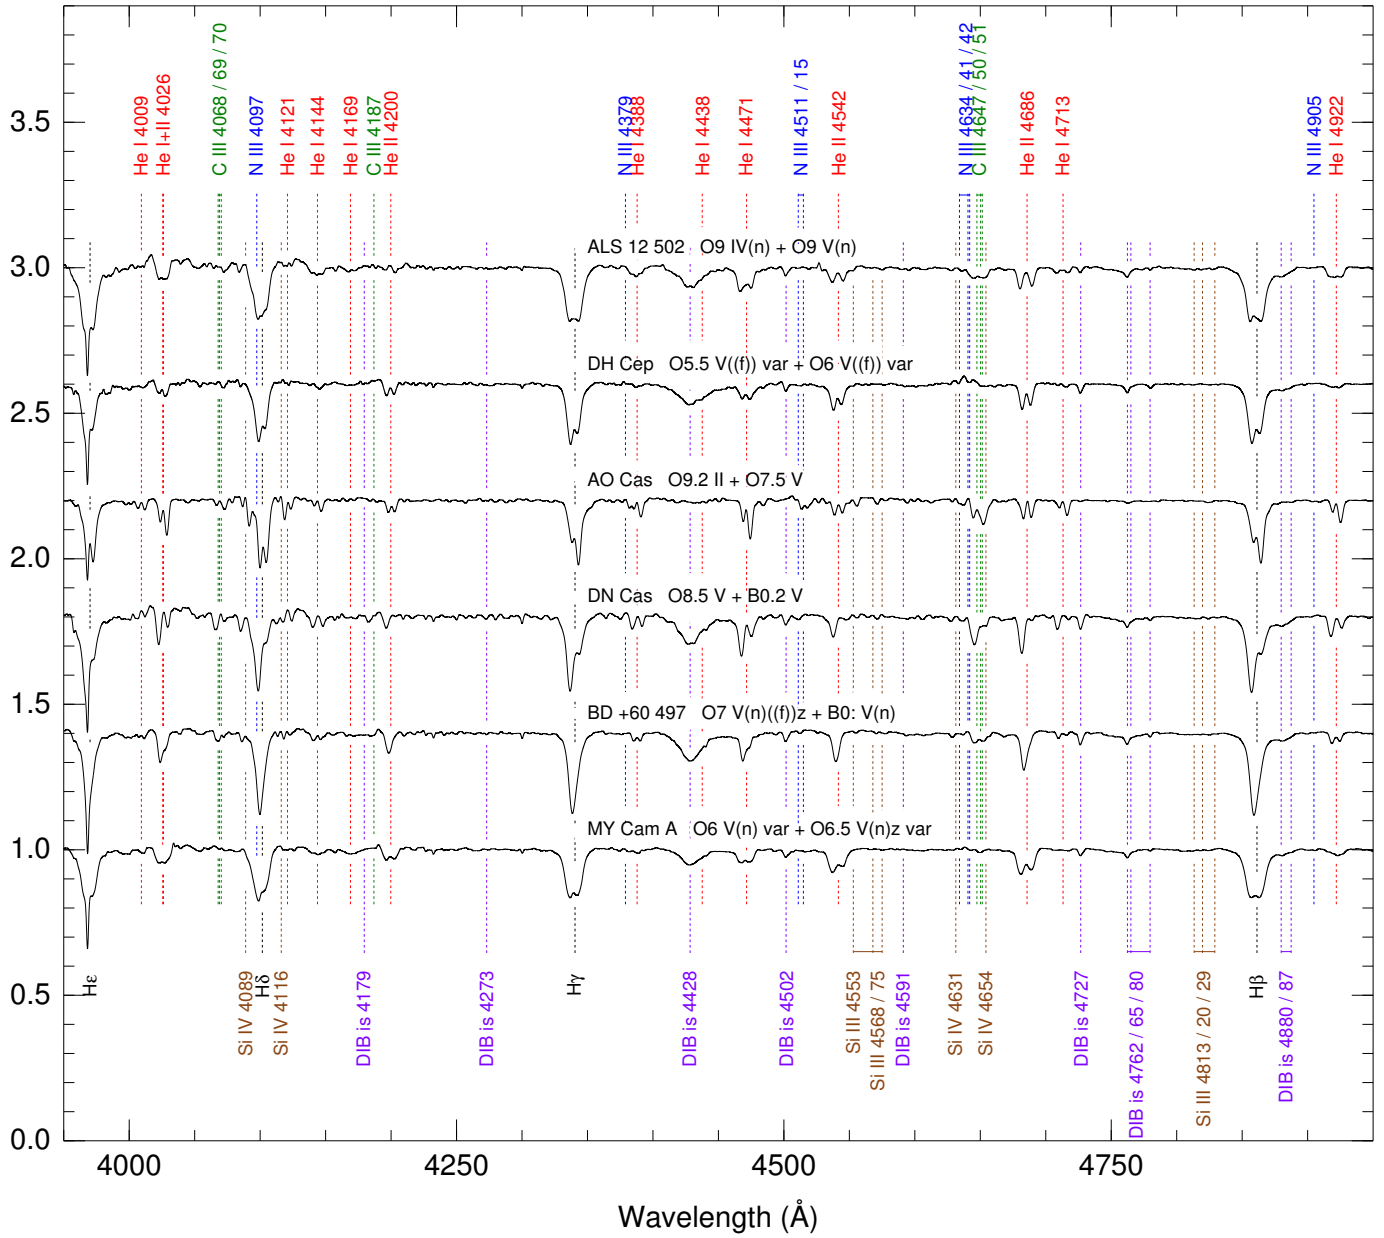 He I 4009
He I+II 4026
C III 4068 / 69 / 70
N III 4097
He I 4121
He I 4144
He I 4169
C III 4187
He II 4200
N III 4379
He I 4388
He I 4438
He I 4471
N III 4511 / 15
He II 4542
N III 4634 / 41 / 42
C III 4647 / 50 / 51
He II 4686
He I 4713
N III 4905
He I 4922
3.5
3.0
2.5
2.0
1.5
1.0
0.5
0.0
ALS 12 502 O9 IV(n) + O9 V(n)
DH Cep O5.5 V((f)) var + O6 V((f)) var
AO Cas O9.2 II + O7.5 V
DN Cas O8.5 V + B0.2 V
BD +60 497 O7 V(n)((f))z + B0: V(n)
MY Cam A O6 V(n) var + O6.5 V(n)z var
Hε
Si IV 4089
Hδ
Si IV 4116
DIB is 4179
DIB is 4273
Hγ
DIB is 4428
DIB is 4502
Si III 4553
Si III 4568 / 75
DIB is 4591
Si IV 4631
Si IV 4654
DIB is 4727
DIB is 4762 / 65 / 80
Si III 4813 / 20 / 29
Hβ
DIB is 4880 / 87
4000
4250
4500
4750
Wavelength (Å)